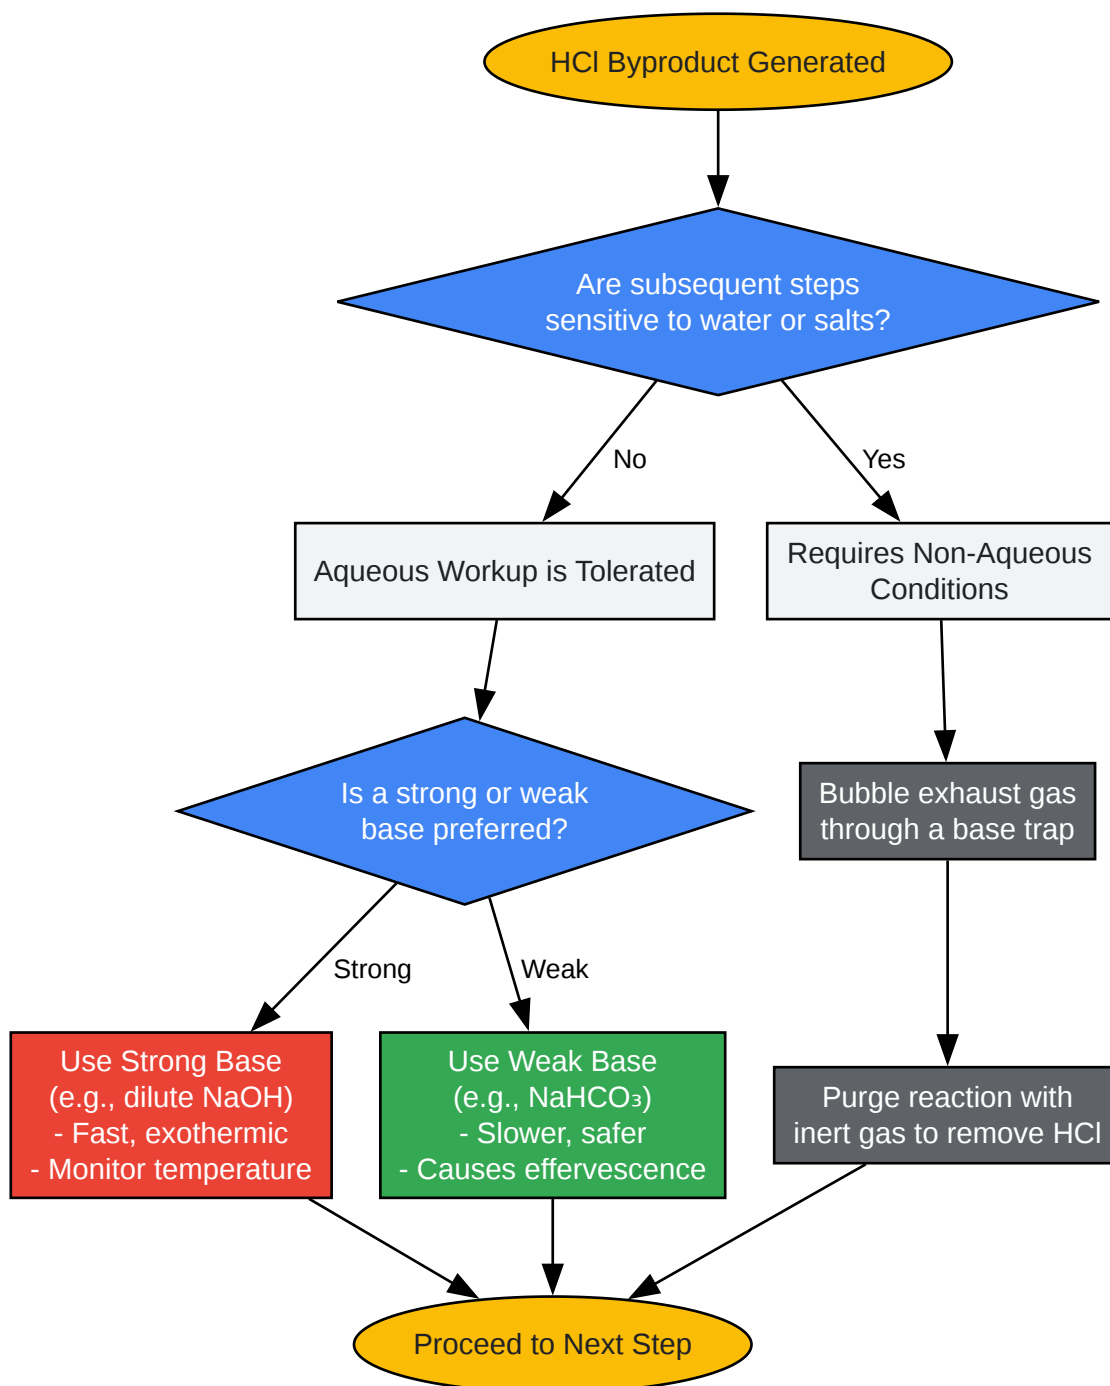 HCl Byproduct Generated
Are subsequent steps
sensitive to water or salts?
No
Yes
Aqueous Workup is Tolerated
Requires Non-Aqueous
Conditions
Is a strong or weak
base preferred?
Bubble exhaust gas
through a base trap
Strong
Weak
Use Strong Base
(e.g., dilute NaOH)
- Fast, exothermic
- Monitor temperature
Use Weak Base
(e.g., NaHCO₃)
- Slower, safer
- Causes effervescence
Purge reaction with
inert gas to remove HCl
Proceed to Next Step